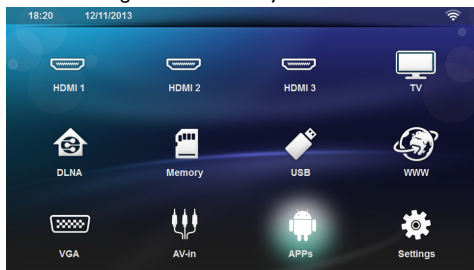 18:20 12/11/2013
HDMI 1 HDMI 2 HDMI 3 TV
DLNA Memory USB WWW
VGA AV-in APPs Settings